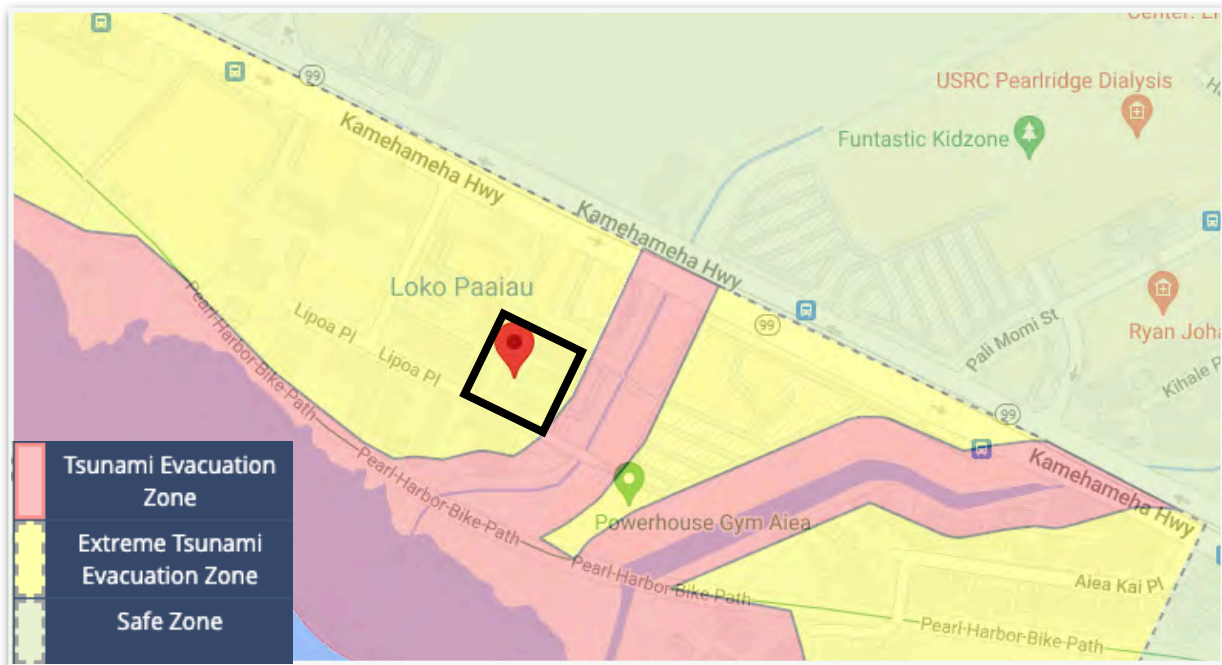 99
Kamehameha Hwy
Kamehameha Hwy
USRC Pearlridge Dialysis
Funtastic Kidzone
Loko Paaiau
Lipoa Pl
Lipoa Pl
Pearl-Harbor-Bike-Path
99
Pali Momi St
Ryan Joh
Kihale P
99
Pearl-Harbor-Bike-Path
Powerhouse Gym Aiea
Kamehameha Hwy
Pearl-Harbor-Bike Path
Aiea Kai Pl
Pearl-Harbor-Bike-Path
Tsunami Evacuation
Zone
Extreme Tsunami
Evacuation Zone
Safe Zone